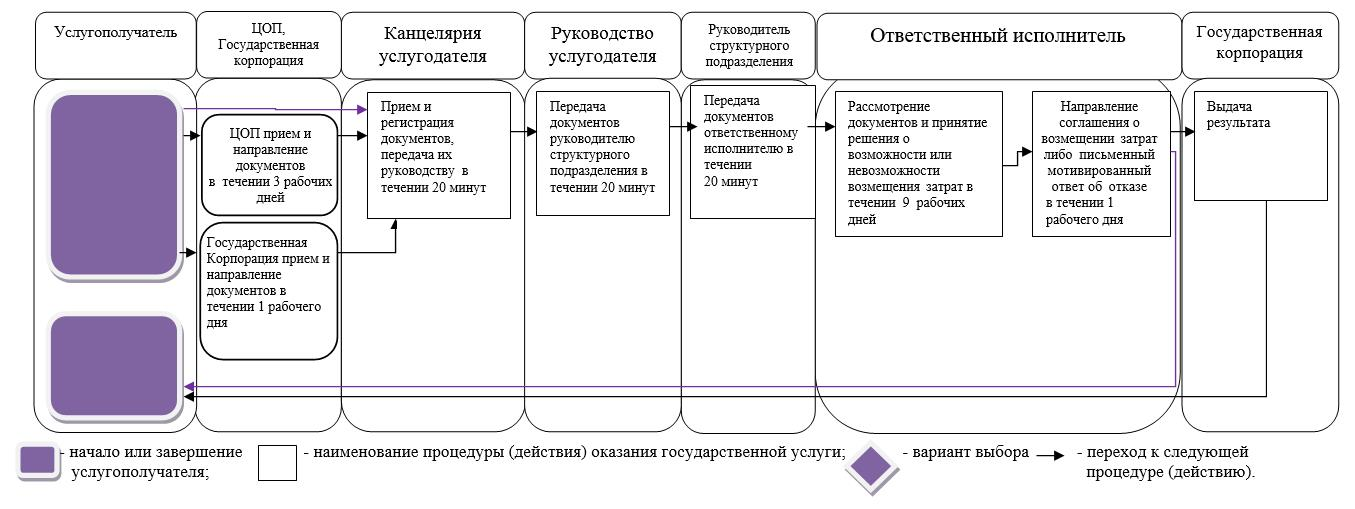 Услугополучатель
ЦОП,
Государственная
корпорация
Канцелярия
услугодателя
Руководство
услугодателя
Руководитель
структурного
подразделения
Ответственный исполнитель
Государственная
корпорация
ЦОП прием и
направление
документов
в течении 3 рабочих
дней
Государственная
Корпорация прием и
направление
документов в
течении 1 рабочего
дня
Прием и
регистрация
документов,
передача их
руководству в
течении 20 минут
Передача
документов
руководителю
структурного
подразделения в
течении 20 минут
Передача
документов
ответственному
исполнителю в
течении
20 минут
Рассмотрение
документов и принятие
решения о
возможности или
невозможности
возмещения затрат в
течении 9 рабочих
дней
Направление
соглашения о
возмещении затрат
либо письменный
мотивированный
ответ об отказе
в течении 1
рабочего дня
Выдача
результата
- начало или завершение
услугополучателя;
- наименование процедуры (действия) оказания государственной услуги;
- вариант выбора
- переход к следующей
процедуре (действию).